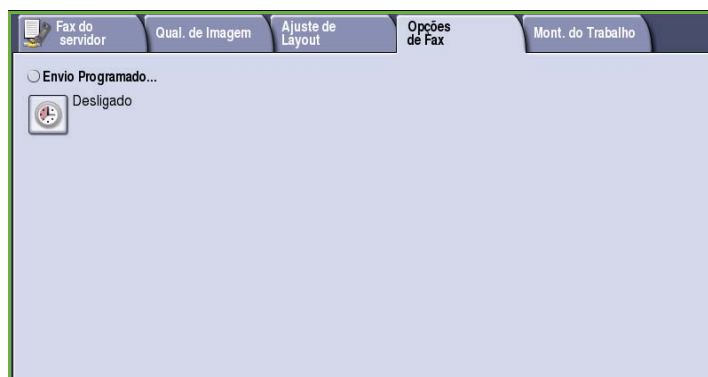 Fax do
servidor
Qual. de Imagem
Ajuste de
Layout
Opções
de Fax
Mont. do Trabalho
Envio Programado...
Desligado